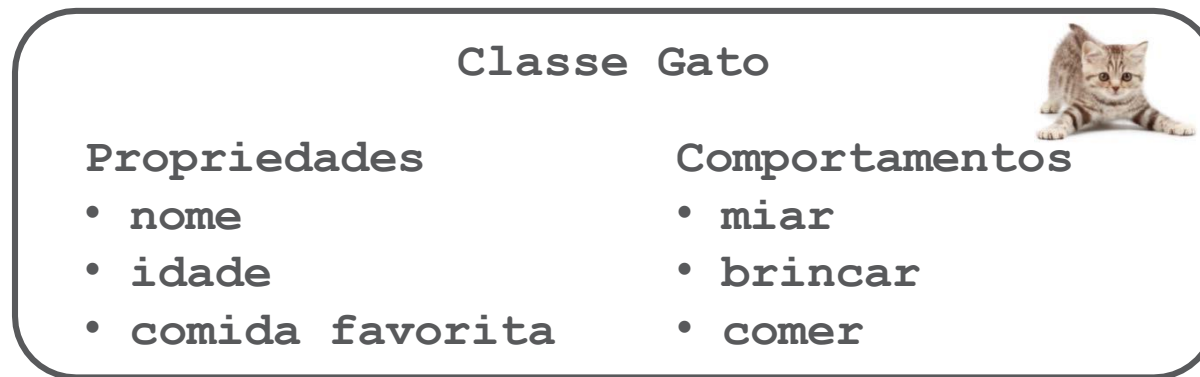 Classe Gato
Propriedades
• nome
• idade
• comida favorita
Comportamentos
• miar
• brincar
• comer